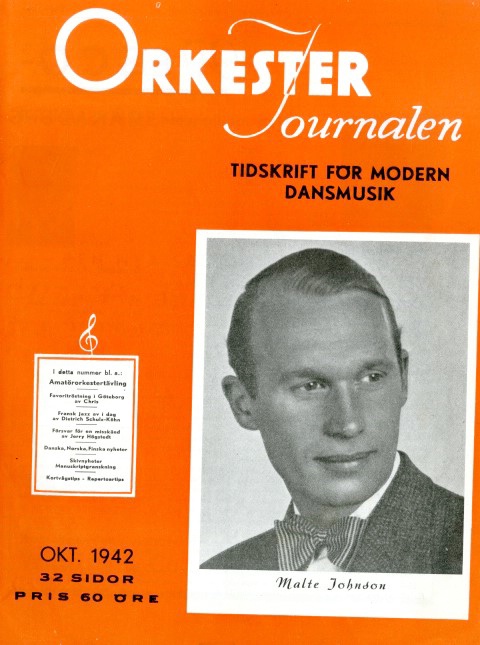 ORKESTER
Journalen
TIDSKRIFT FÖR MODERN
DANSMUSIK
I detta nummer bl. a.:
Amatörorkestertävling
Favoriträstning i Göteborg
av Chris
Fransk jazz av i dag
av Dietrich Schulz-Köhn
Försvar för en misskänd
av Jerry Högstedt
Danska, Norska, Finska nyheter
Skivnyheter
Manuskriptgranskning
Kortvågstips - Repertoartips
OKT. 1942
32 SIDOR
PRIS 60 ÖRE
Malte Johnson